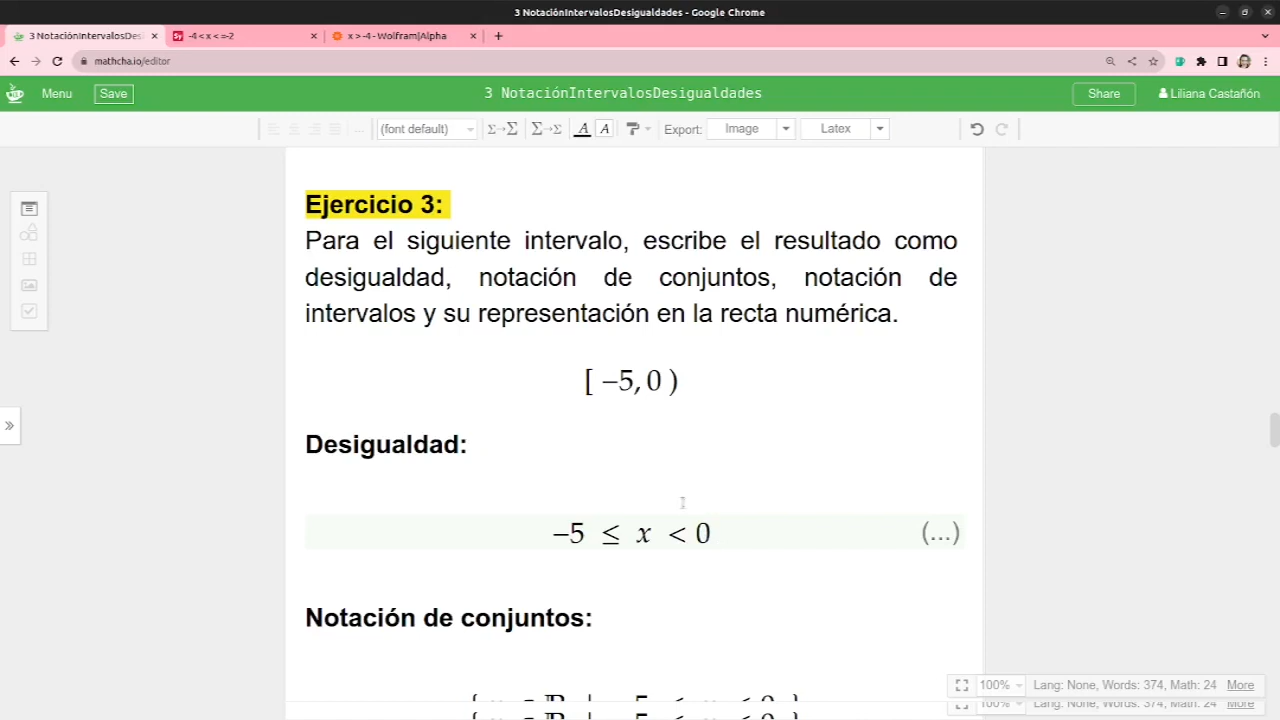 3 NotaciònIntervalosDesigualdades - Google Chrome
3 NotaciònIntervalosDesi
-4 < x < =-2
x > -4 - Wolfram|Alpha
mathcha.io/editor
Menu
Save
3 NotaciònIntervalosDesigualdades
Share
Liliana Castañón
(font default)
Σ→Σ
Σ→Σ
A
A
Export:
Image
Latex
Ejercicio 3:
Para el siguiente intervalo, escribe el resultado como
desigualdad, notación de conjuntos, notación de
intervalos y su representación en la recta numérica.
[ −5, 0 )
Desigualdad:
−5 ≤ x < 0
(...)
Notación de conjuntos:
100%
Lang: None, Words: 374, Math: 24
More